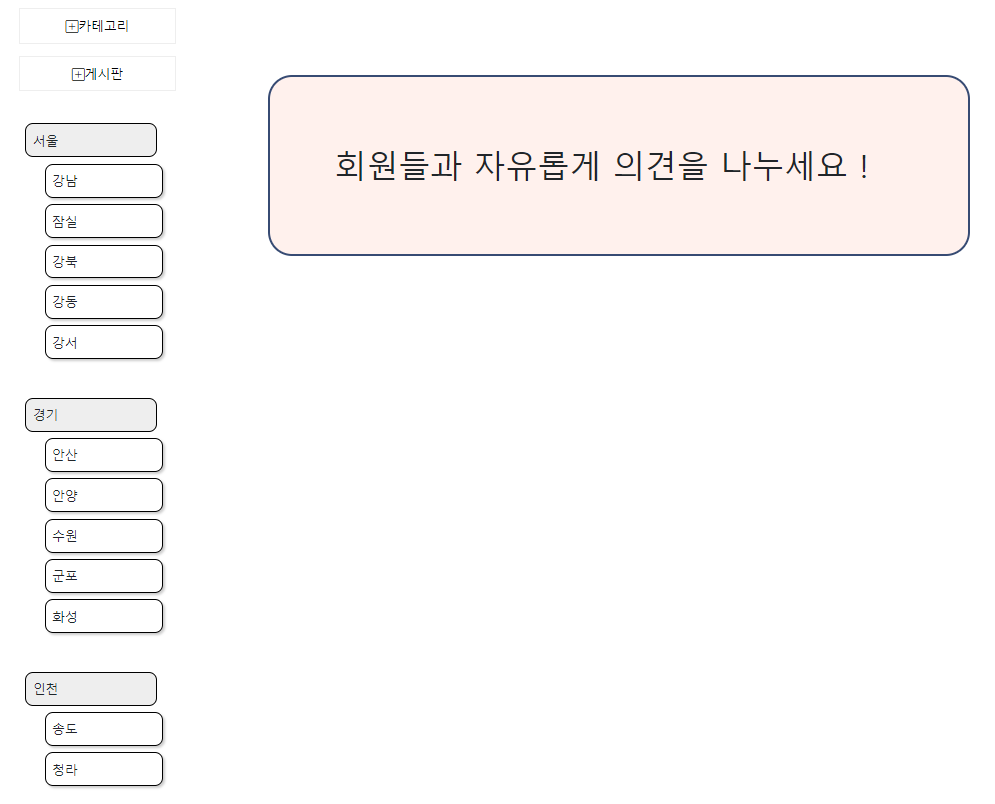 카테고리
게시판
서울
강남
잠실
강북
강동
강서
경기
안산
안양
수원
군포
화성
인천
송도
청라
회원들과 자유롭게 의견을 나누세요 !